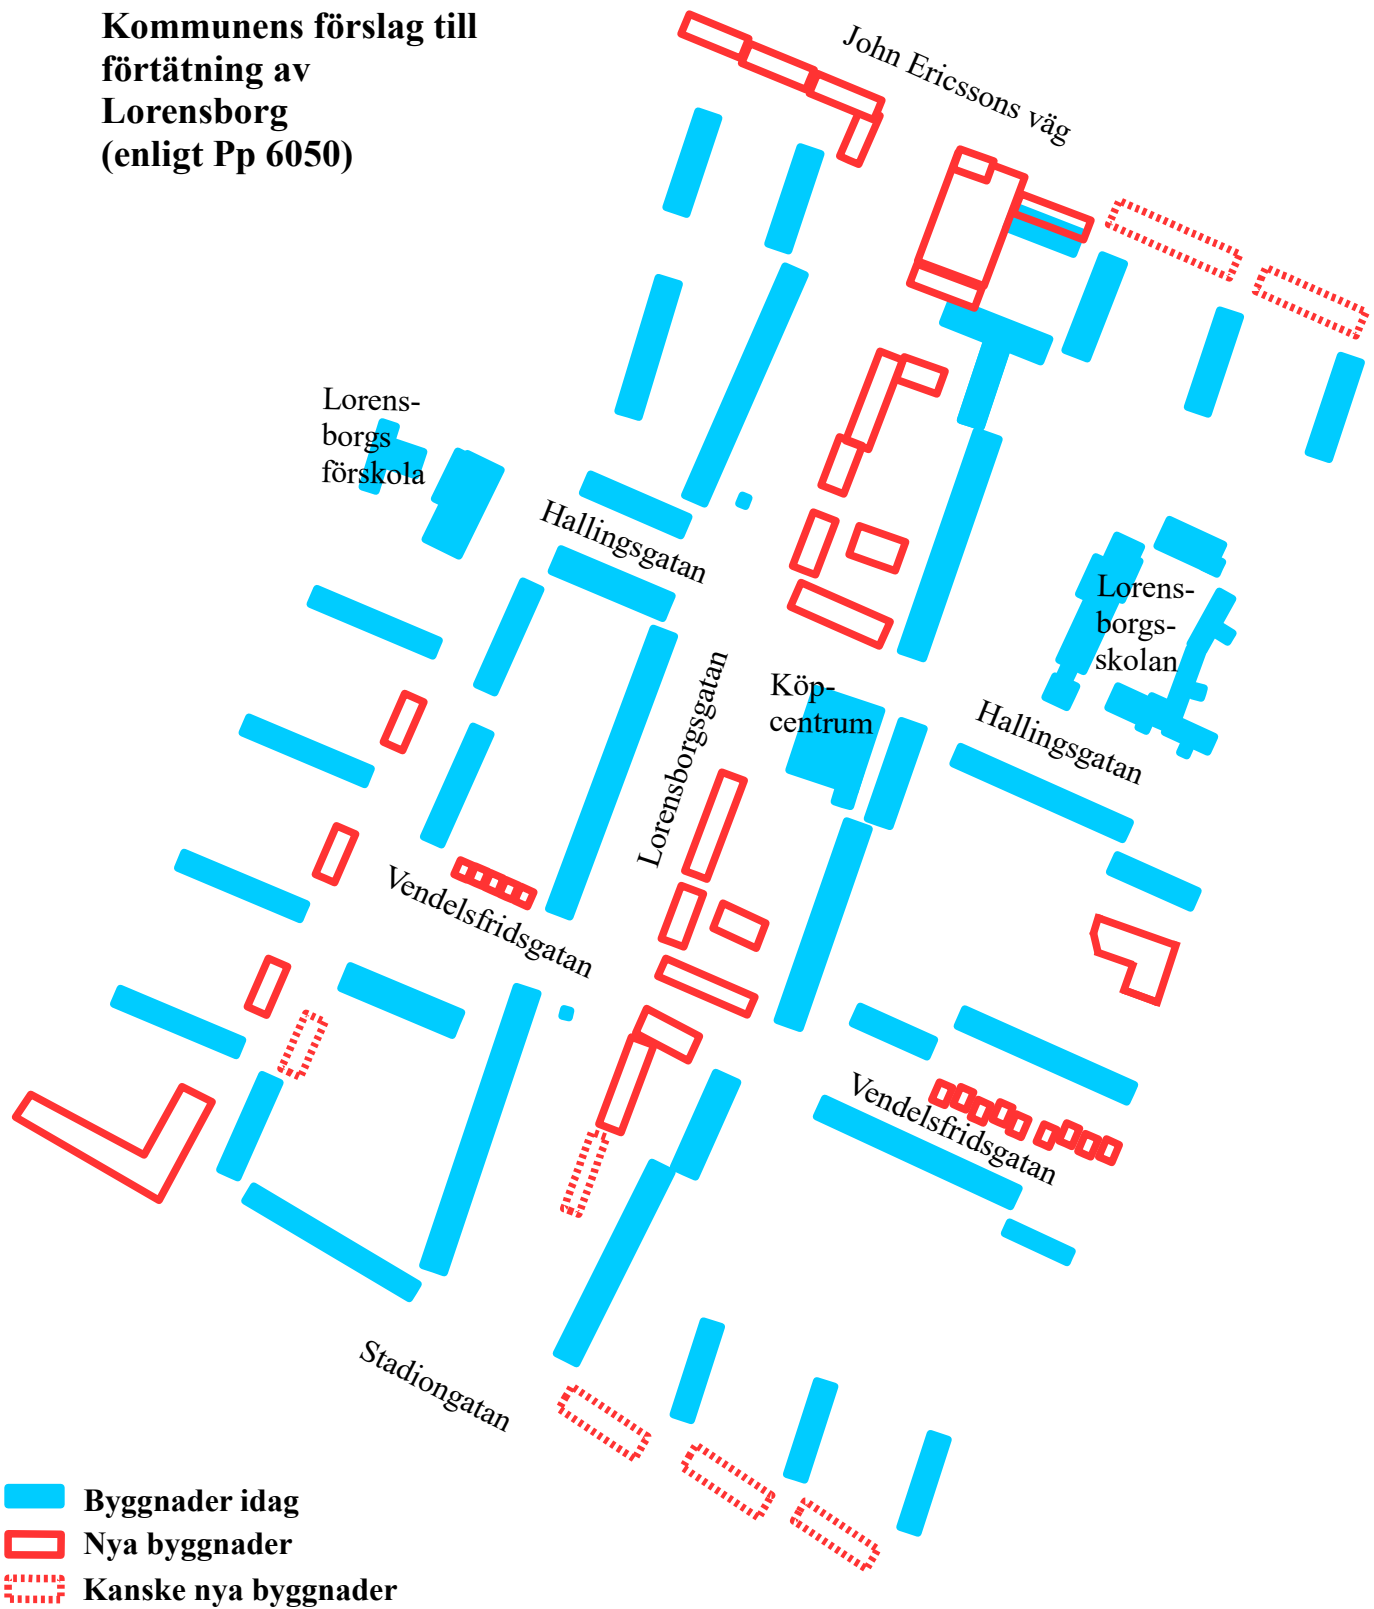 Kommunens förslag till
förtätning av
Lorensborg
(enligt Pp 6050)
John Ericssons väg
Lorens-
borgs
förskola
Hallingsgatan
Lorens-
borgs-
skolan
Lorensborgsgatan
Köp-
centrum
Hallingsgatan
Vendelsfridsgatan
Vendelsfridsgatan
Stadiongatan
Byggnader idag
Nya byggnader
Kanske nya byggnader